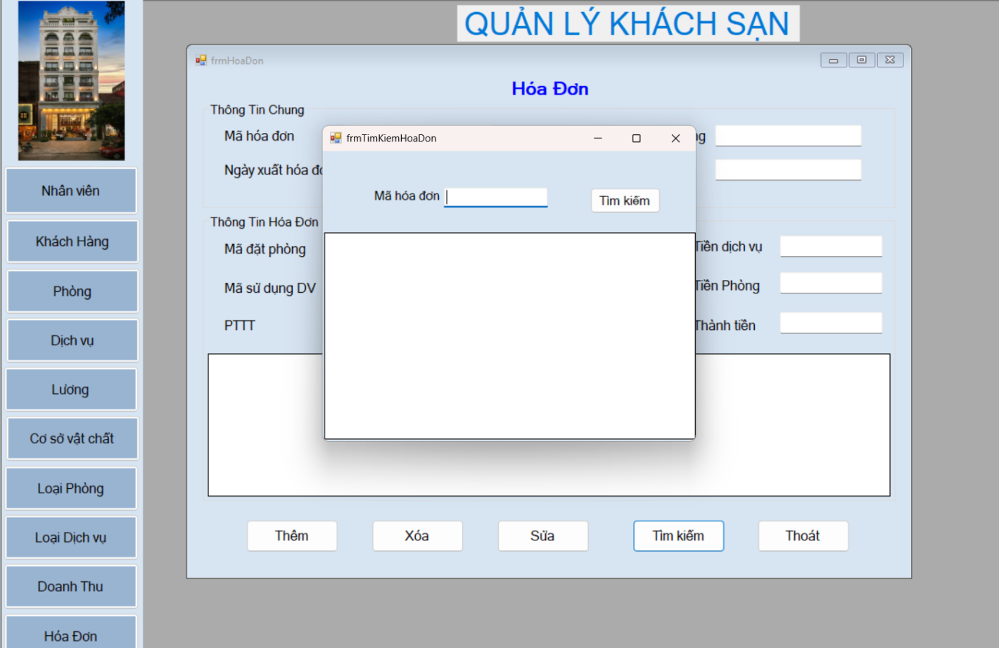 QUẢN LÝ KHÁCH SẠN
frmHoaDon
Hóa Đơn
Thông Tin Chung
Mã hóa đơn
Ngày xuất hóa
Thông Tin Hóa Đơn
Mã đặt phòng
Mã sử dụng DV
PTTT
Tiền dịch vụ
Tiền Phòng
Thành tiền
frmTimKiemHoaDon
Mã hóa đơn
Tìm kiếm
Thêm
Xóa
Sửa
Tìm kiếm
Thoát
Nhân viên
Khách Hàng
Phòng
Dịch vụ
Lương
Cơ sở vật chất
Loại Phòng
Loại Dịch vụ
Doanh Thu
Hóa Đơn